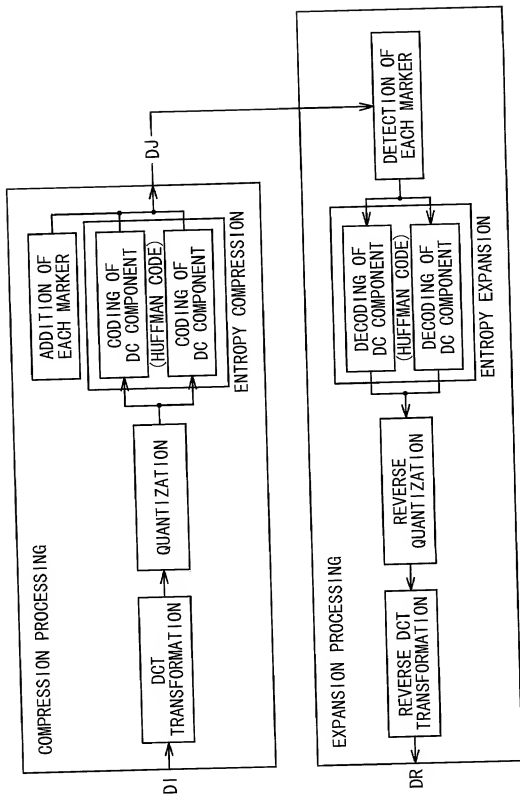 COMPRESSION PROCESSING
DI
DCT
TRANSFORMATION
QUANTIZATION
ADDITION OF
EACH MARKER
CODING OF
DC COMPONENT
(HUFFMAN CODE)
CODING OF
DC COMPONENT
ENTROPY COMPRESSION
DJ
EXPANSION PROCESSING
DETECTION OF
EACH MARKER
DECODING OF
DC COMPONENT
(HUFFMAN CODE)
DECODING OF
DC COMPONENT
ENTROPY EXPANSION
REVERSE
QUANTIZATION
REVERSE DCT
TRANSFORMATION
DR